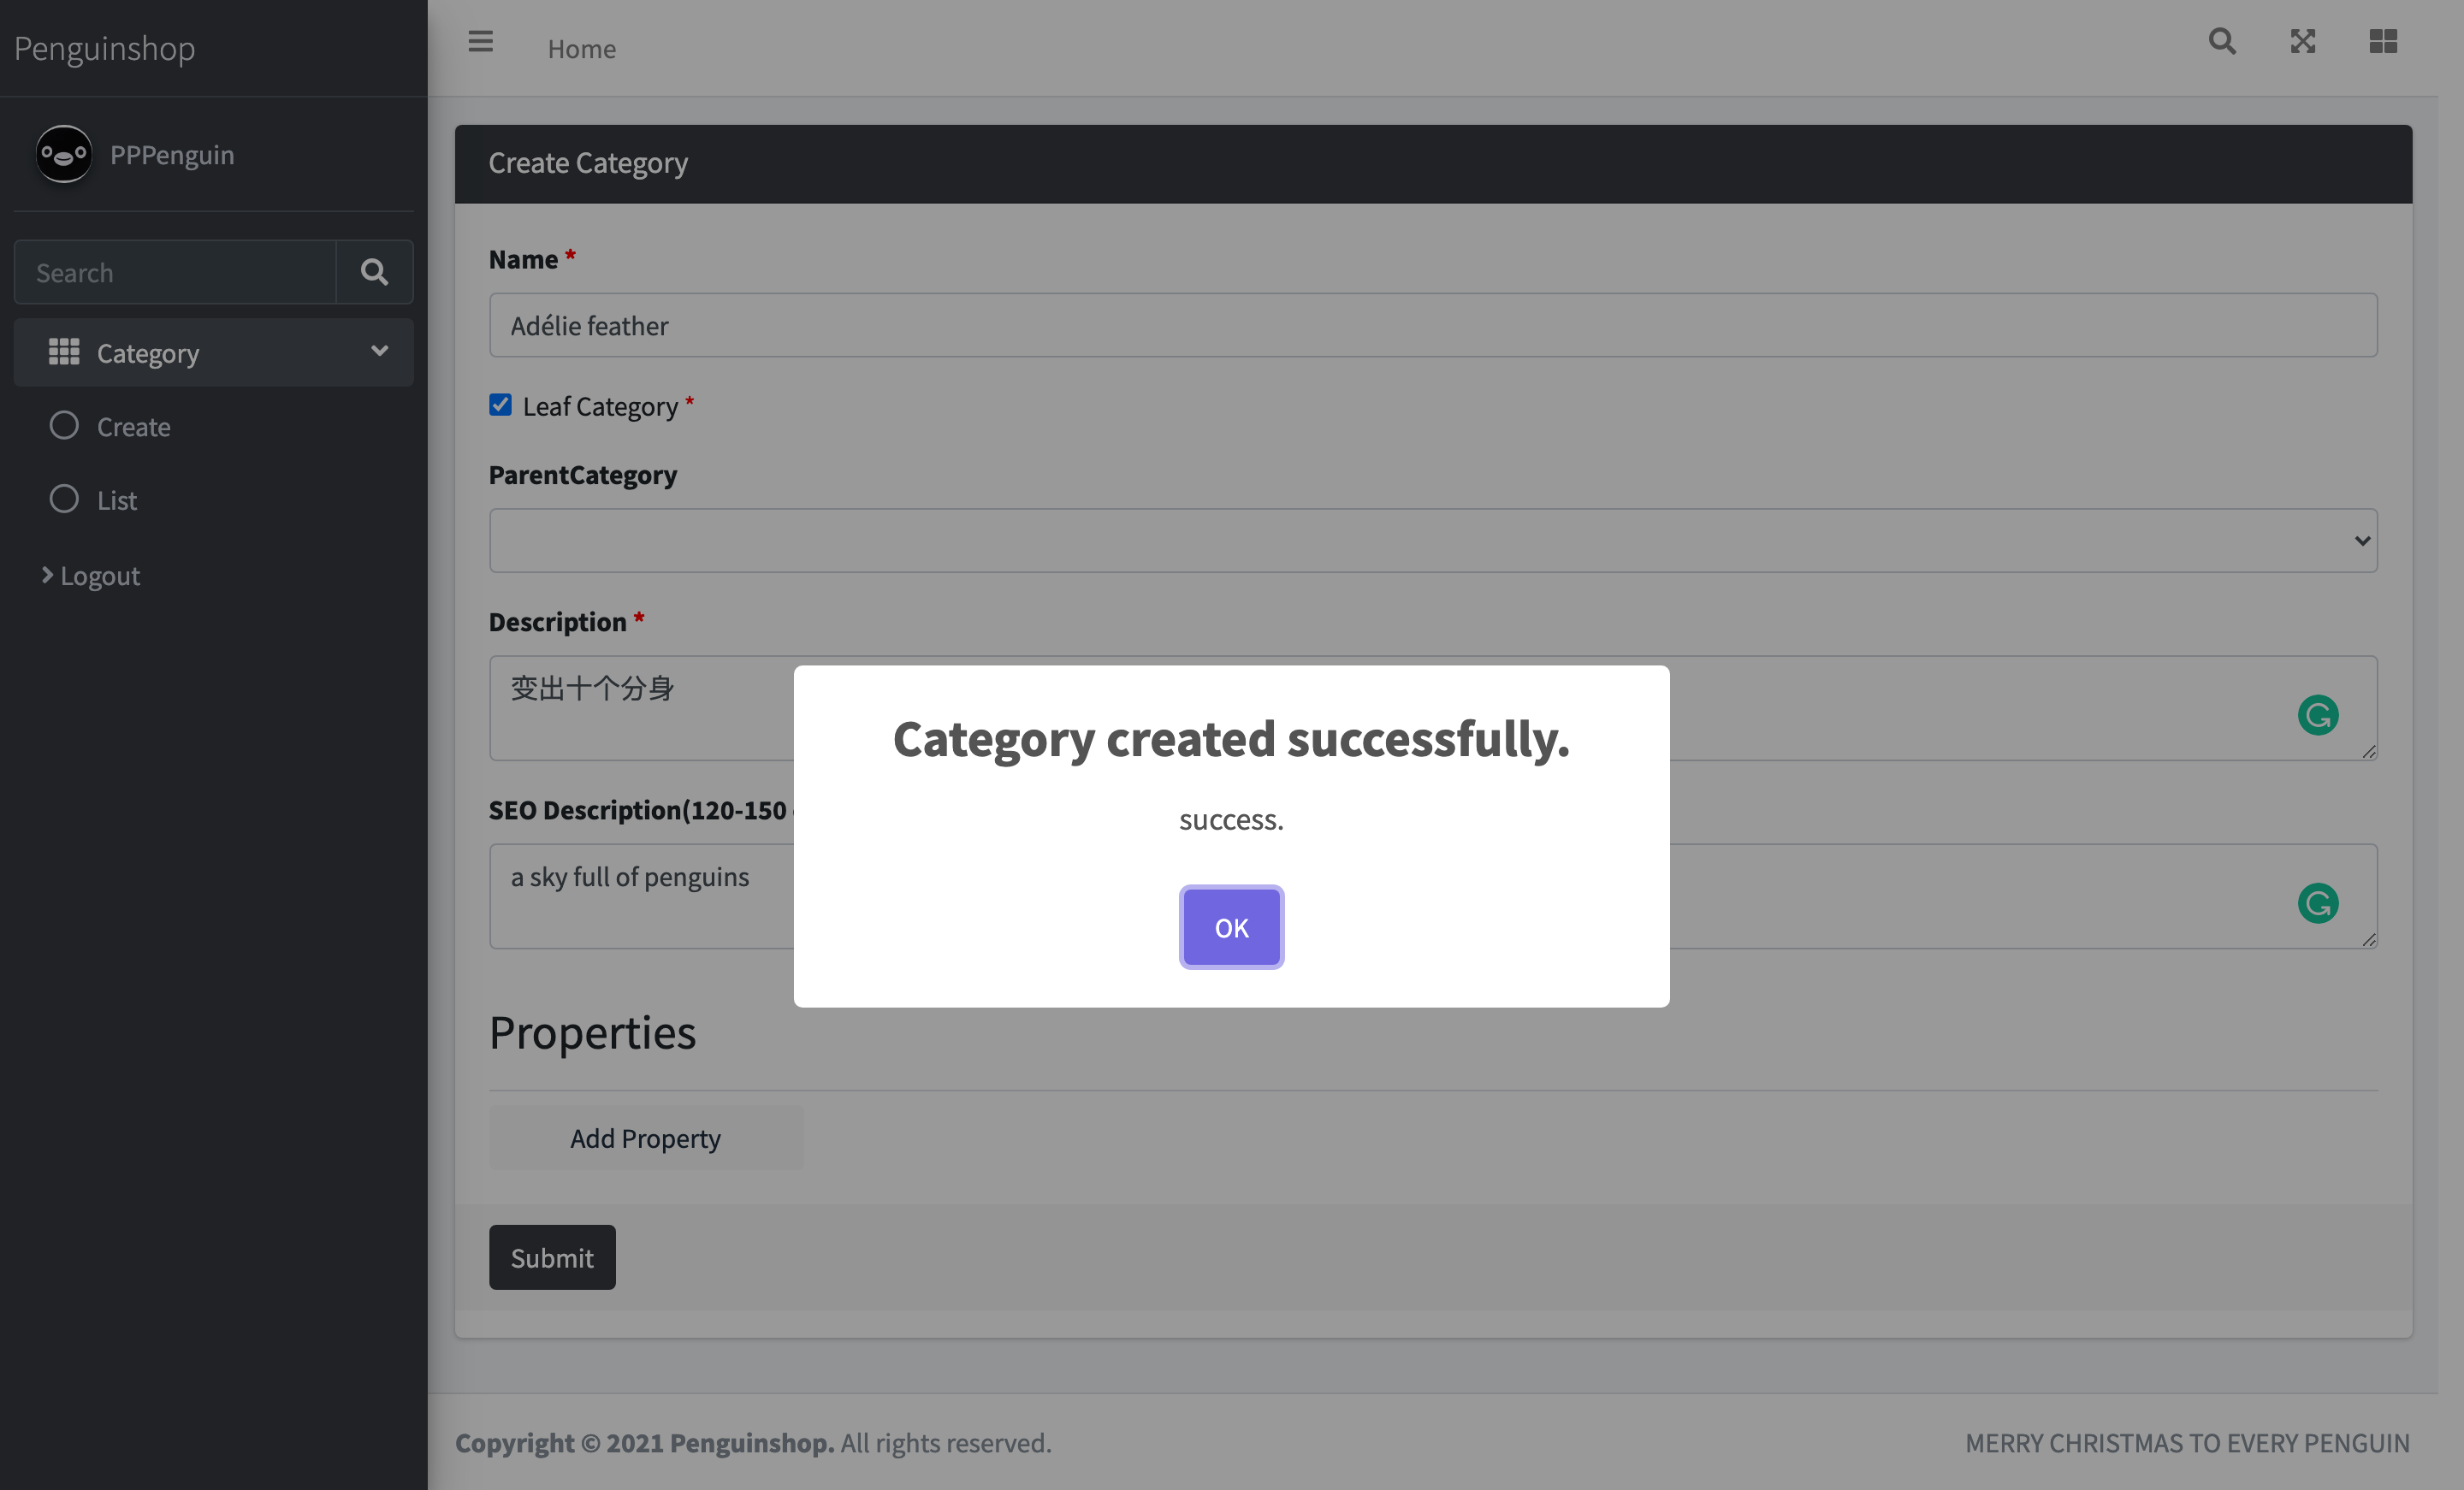 Penguinshop
Home
PPPenguin
Search
Category
Create
List
Logout
Create Category
Name *
Adélie feather
Leaf Category *
ParentCategory
Description *
变出十个分身
SEO Description(120-150
a sky full of penguins
Category created successfully.
success.
OK
Properties
Add Property
Submit
Copyright © 2021 Penguinshop. All rights reserved.
MERRY CHRISTMAS TO EVERY PENGUIN